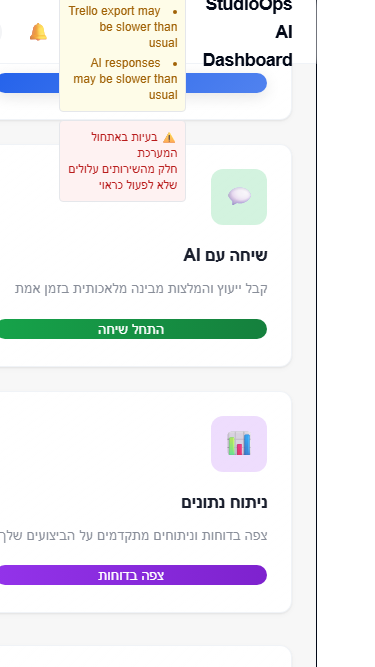 StudioOps
AI
Dashboard
Trello export may
be slower than
usual
AI responses
may be slower than
usual
בעיות באתחול
המערכת
חלק מהשירותים עלולים
שלא לפעול כראוי
שיחה עם AI
קבל ייעוץ והמלצות מבינה מלאכותית בזמן אמת
התחל שיחה
ניתוח נתונים
צפה בדוחות וניתוחים מתקדמים על הביצועים שלך
צפה בדוחות